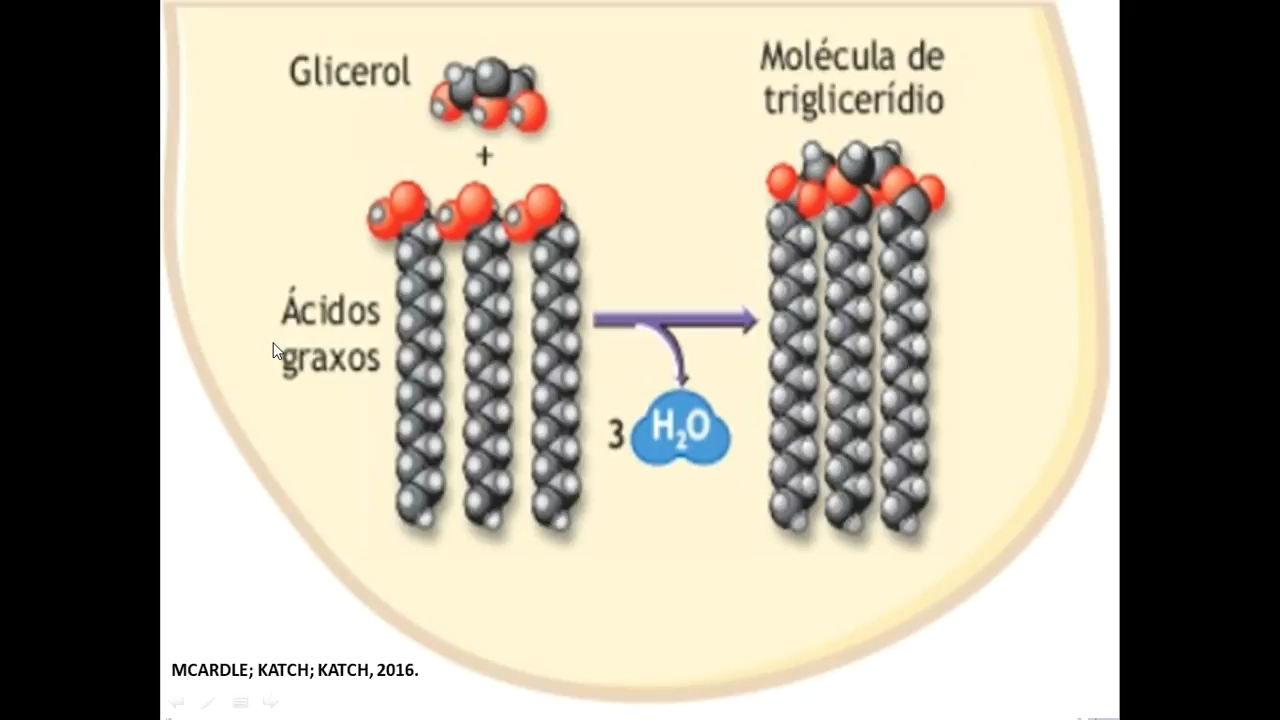 Glicerol
Molécula de
triglicerídio
+
Ácidos
graxos
3 H₂O
MCARDLE; KATCH; KATCH, 2016.